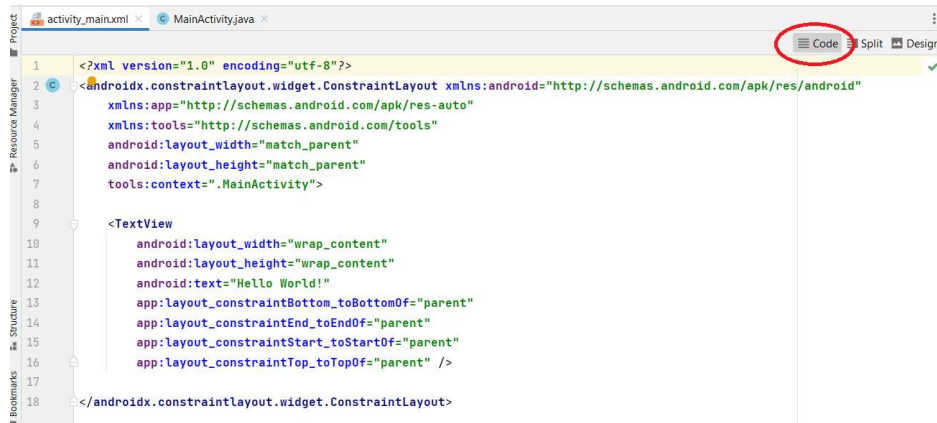 activity_main.xml × MainActivity.java ×
Code Split Design
Project
Resource Manager
Structure
Bookmarks
1 <?xml version="1.0" encoding="utf-8"?>
2 <androidx.constraintlayout.widget.ConstraintLayout xmlns:android="http://schemas.android.com/apk/res/android"
3 xmlns:app="http://schemas.android.com/apk/res-auto"
4 xmlns:tools="http://schemas.android.com/tools"
5 android:layout_width="match_parent"
6 android:layout_height="match_parent"
7 tools:context=".MainActivity">
8
9 <TextView
10 android:layout_width="wrap_content"
11 android:layout_height="wrap_content"
12 android:text="Hello World!"
13 app:layout_constraintBottom_toBottomOf="parent"
14 app:layout_constraintEnd_toEndOf="parent"
15 app:layout_constraintStart_toStartOf="parent"
16 app:layout_constraintTop_toTopOf="parent" />
17
18 </androidx.constraintlayout.widget.ConstraintLayout>